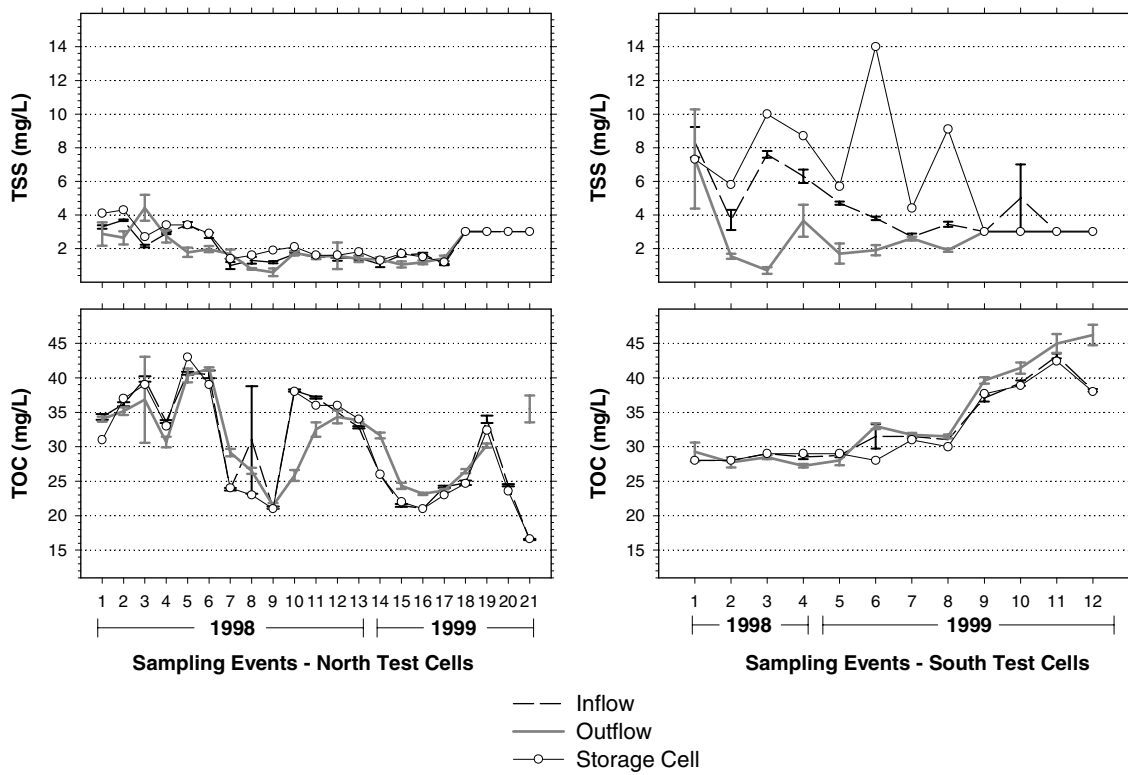 TSS (mg/L)
14
12
10
8
6
4
2
TSS (mg/L)
14
12
10
8
6
4
2
TOC (mg/L)
45
40
35
30
25
20
15
1 2 3 4 5 6 7 8 9 10 11 12 13 14 15 16 17 18 19 20 21
1998 1999
Sampling Events - North Test Cells
TOC (mg/L)
45
40
35
30
25
20
15
1 2 3 4 5 6 7 8 9 10 11 12
1998 1999
Sampling Events - South Test Cells
Inflow
Outflow
Storage Cell